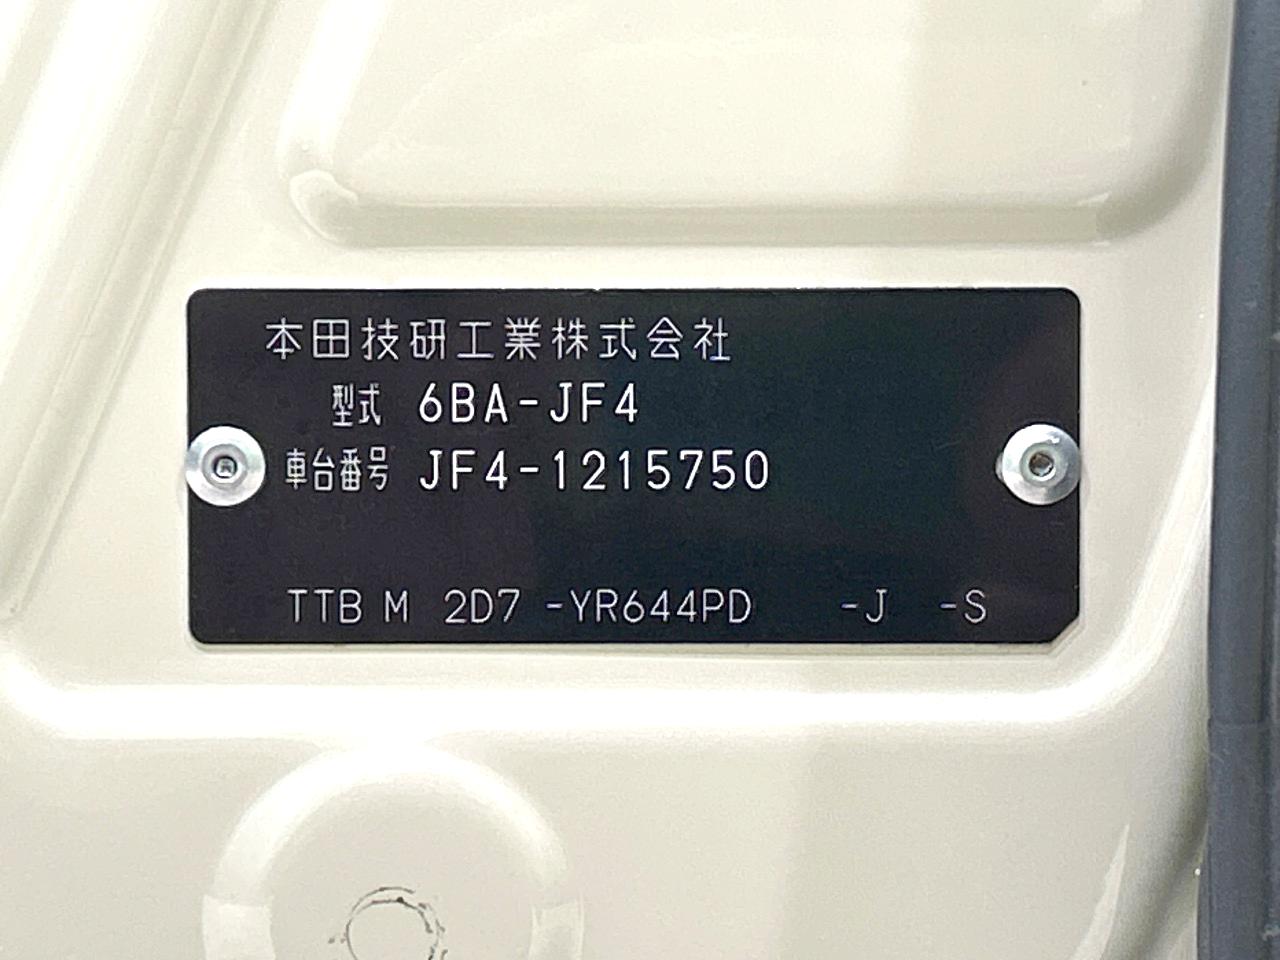 本田技研工業株式会社
型式 6BA-JF4
車台番号 JF4-1215750
TTB M 2D7 -YR644PD -J -S